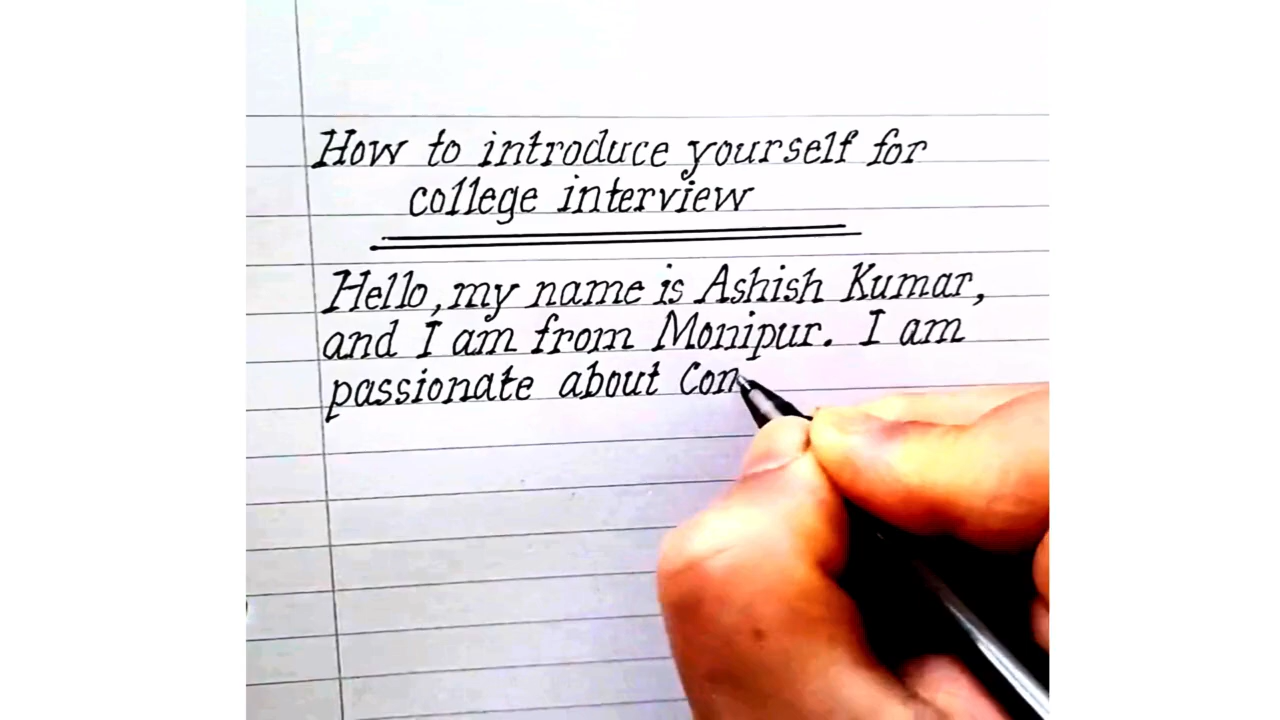 How to introduce yourself for
college interview
Hello, my name is Ashish Kumar,
and I am from Monipur. I am
passionate about Con